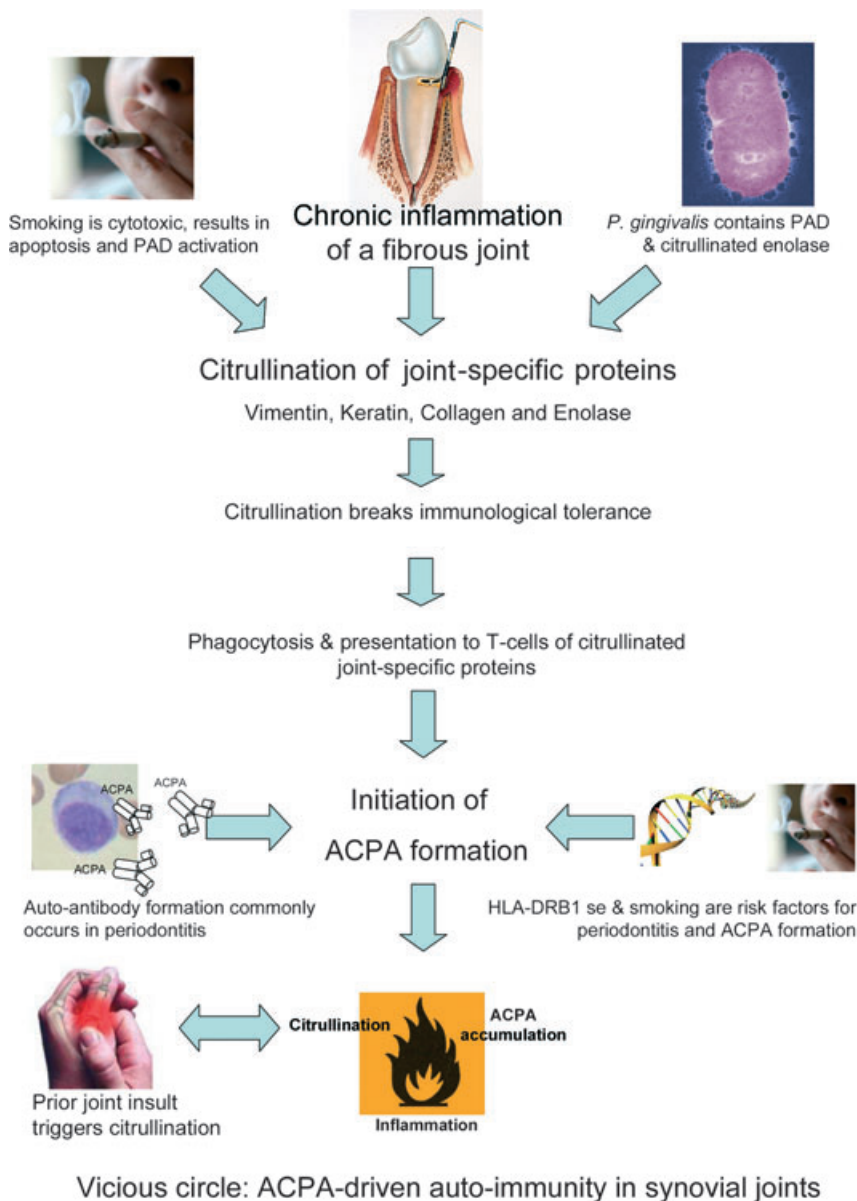 Smoking is cytotoxic, results in
apoptosis and PAD activation
Chronic inflammation
of a fibrous joint
P. gingivalis contains PAD
& citrullinated enolase
Citrullination of joint-specific proteins
Vimentin, Keratin, Collagen and Enolase
Citrullination breaks immunological tolerance
Phagocytosis & presentation to T-cells of citrullinated
joint-specific proteins
ACPA
ACPA
ACPA
Auto-antibody formation commonly
occurs in periodontitis
Initiation of
ACPA formation
HLA-DRB1 se & smoking are risk factors for
periodontitis and ACPA formation
Prior joint insult
triggers citrullination
Citrullination
ACPA
accumulation
Inflammation
Vicious circle: ACPA-driven auto-immunity in synovial joints